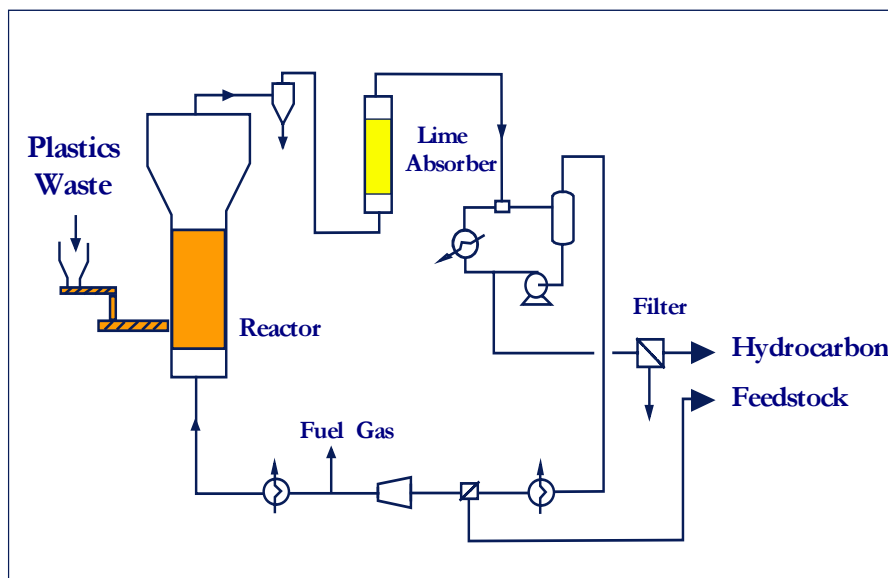 Plastics
Waste
Lime
Absorber
Reactor
Filter
Hydrocarbon
Feedstock
Fuel Gas